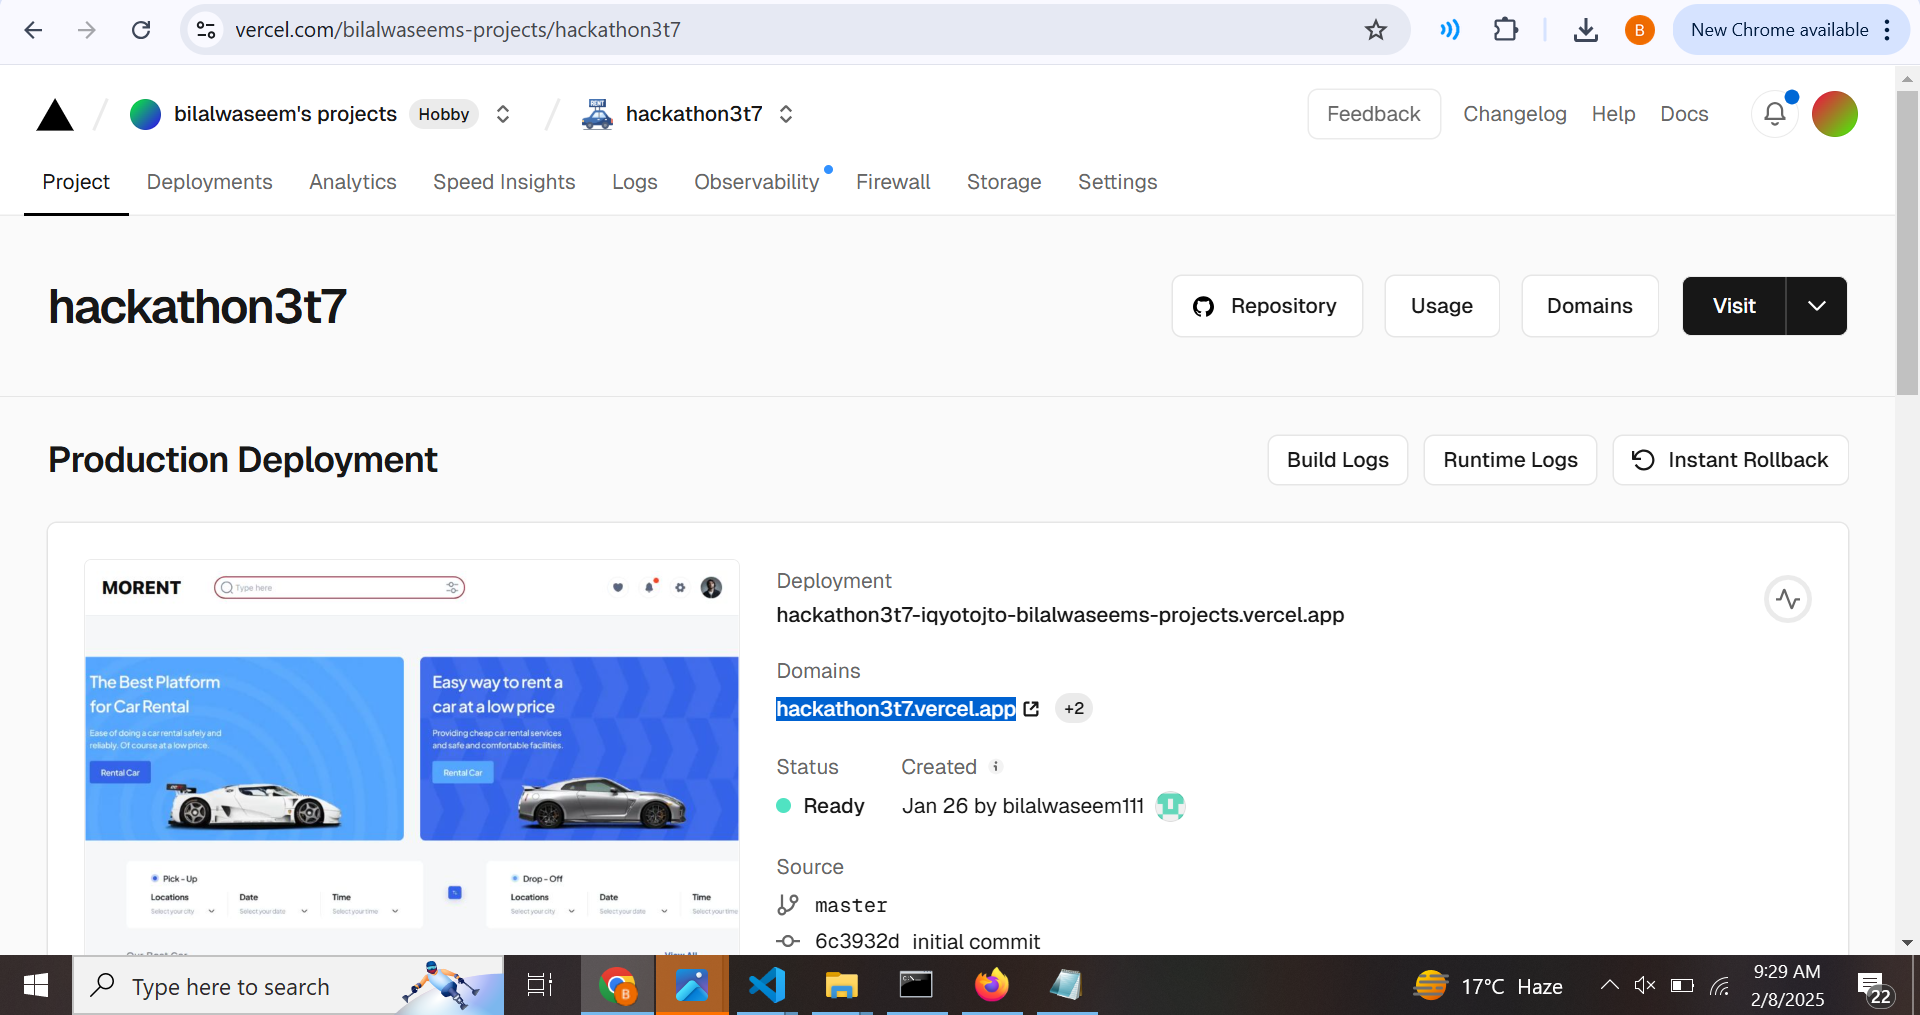 vercel.com/bilalwaseems-projects/hackathon3t7
B
New Chrome available
bilalwaseem's projects Hobby
RENT
hackathon3t7
Feedback Changelog Help Docs
Project Deployments Analytics Speed Insights Logs Observability Firewall Storage Settings
hackathon3t7
Repository Usage Domains Visit
Production Deployment
Build Logs Runtime Logs Instant Rollback
MORENT Type here
The Best Platform
for Car Rental
Ease of doing a car rental safely and
reliably. Of course at a low price.
Rental Car
Easy way to rent a
car at a low price
Providing cheap car rental services
and safe and comfortable facilities.
Rental Car
Pick - Up
Locations Date Time
Select your city Select your date Select your time
Drop - Off
Locations Date Time
Select your city Select your date Select your time
Deployment
hackathon3t7-iqyotojto-bilalwaseems-projects.vercel.app
Domains
hackathon3t7.vercel.app +2
Status Created
Ready Jan 26 by bilalwaseem111
Source
master
6c3932d initial commit
Type here to search
B
17°C Haze
9:29 AM
2/8/2025
22